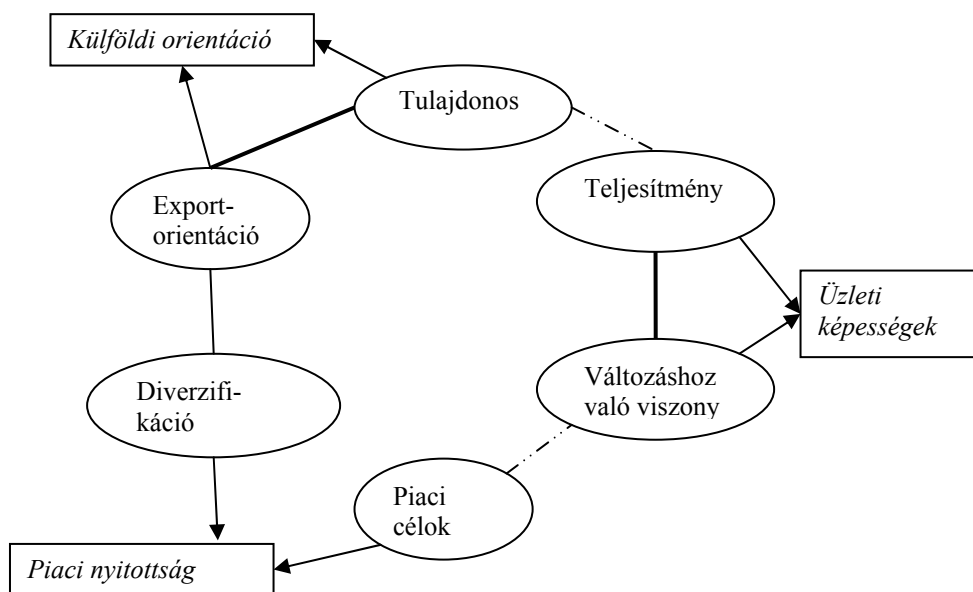 Külföldi orientáció
Tulajdonos
Teljesítmény
Export-
orientáció
Üzleti
képességek
Változáshoz
való viszony
Diverzifi-
káció
Piaci
célok
Piaci nyitottság